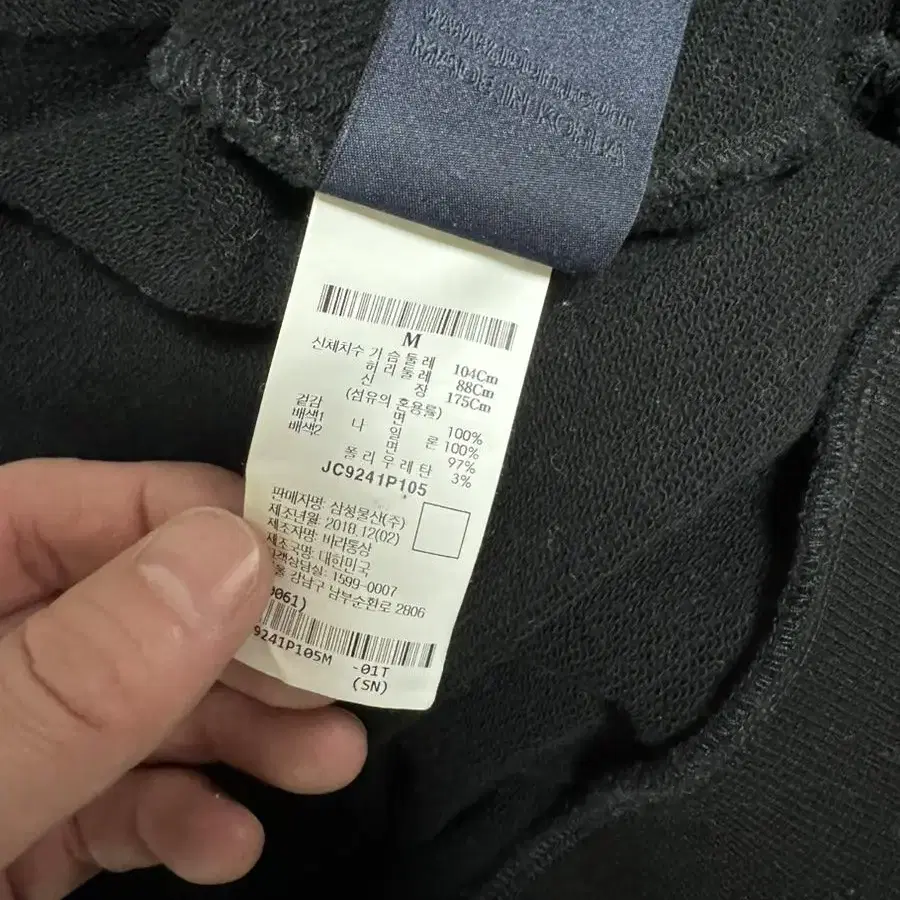 MADE IN KOREA
M
신체치수 가슴둘레 104Cm
허리둘레 88Cm
신 장 175Cm
(섬유의 혼용률)
겉감 면 100%
배색1 나 일 론 100%
배색2 면 97%
폴리우레탄 3%
JC9241P105
판매자명: 삼성물산(주)
제조년월: 2018.12(02)
제조자명: 바라통상
제조국명: 대한민국
고객상담실: 1599-0007
강남구 남부순환로 2806
0061)
9241P105M -01T
(SN)